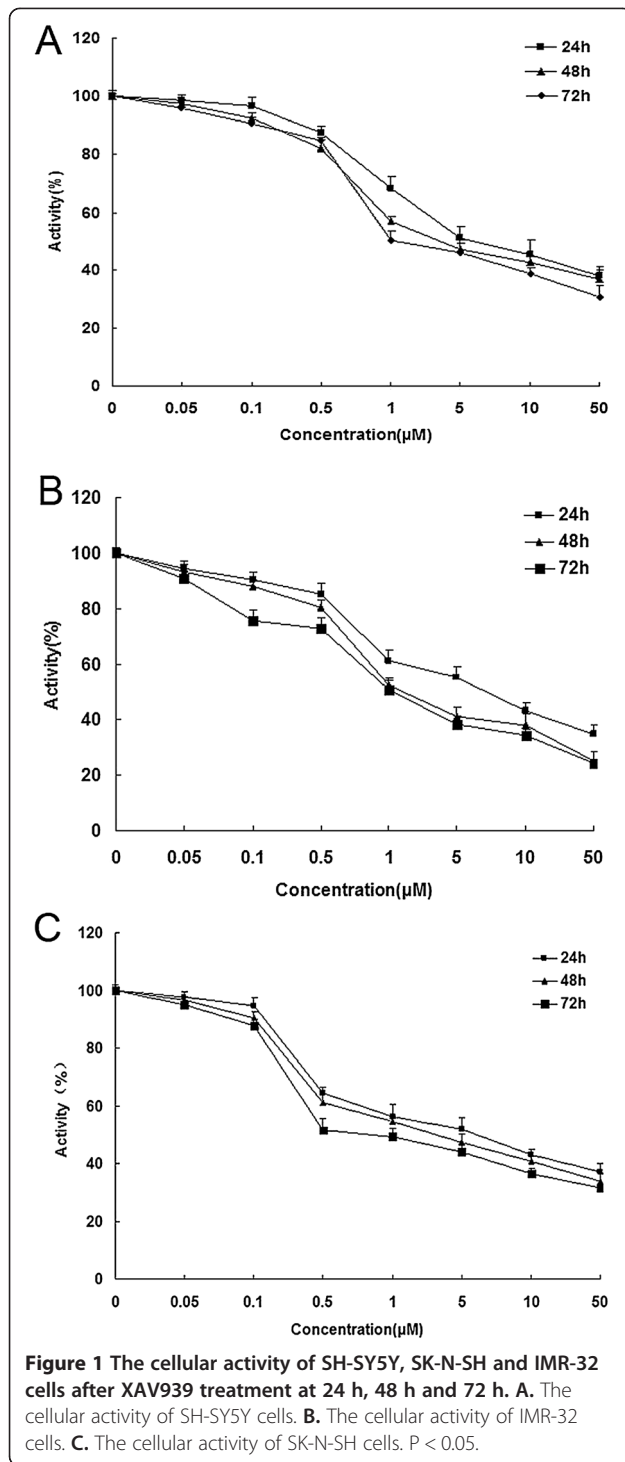 A
120
100
80
60
40
20
0
Activity(%)
24h
48h
72h
0 0.05 0.1 0.5 1 5 10 50
Concentration(µM)
B
120
100
80
60
40
20
0
Activity(%)
24h
48h
72h
0 0.05 0.1 0.5 1 5 10 50
Concentration(µM)
C
120
100
80
60
40
20
0
Activity (%)
24h
48h
72h
0 0.05 0.1 0.5 1 5 10 50
Concentration(µM)
Figure 1 The cellular activity of SH-SY5Y, SK-N-SH and IMR-32
cells after XAV939 treatment at 24 h, 48 h and 72 h. A. The
cellular activity of SH-SY5Y cells. B. The cellular activity of IMR-32
cells. C. The cellular activity of SK-N-SH cells. P < 0.05.